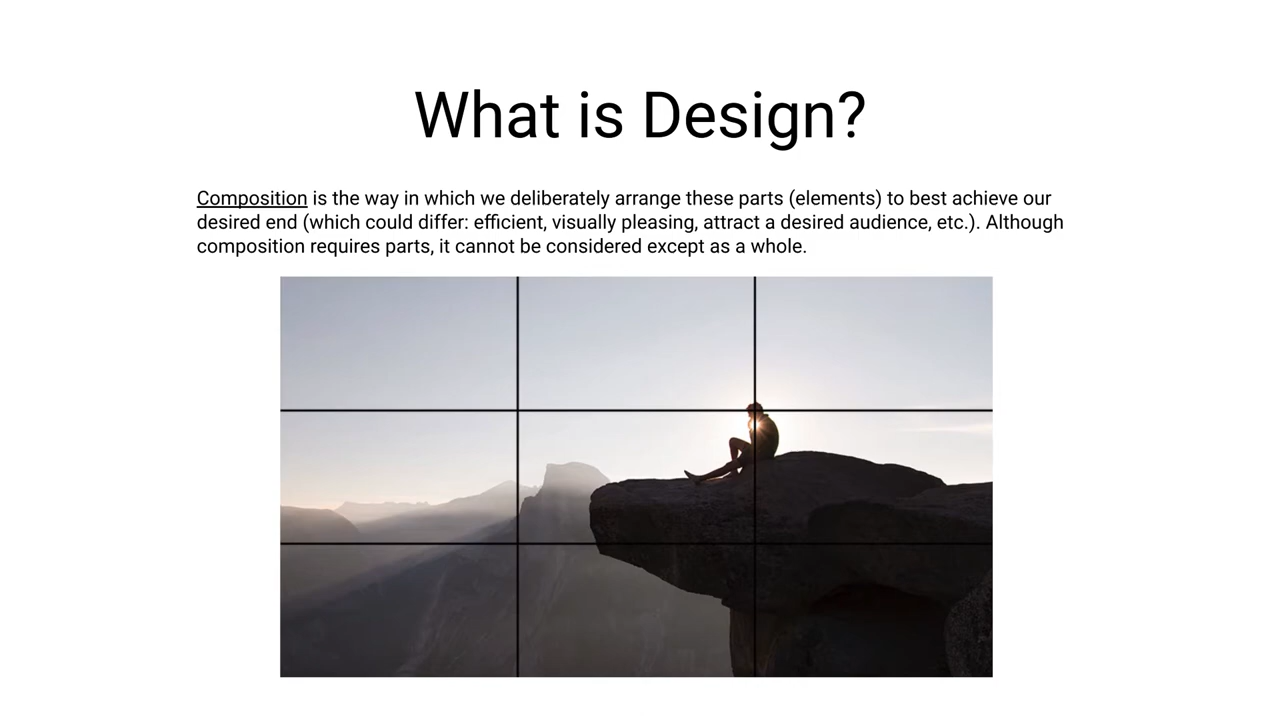 What is Design?
Composition is the way in which we deliberately arrange these parts (elements) to best achieve our
desired end (which could differ: efficient, visually pleasing, attract a desired audience, etc.). Although
composition requires parts, it cannot be considered except as a whole.